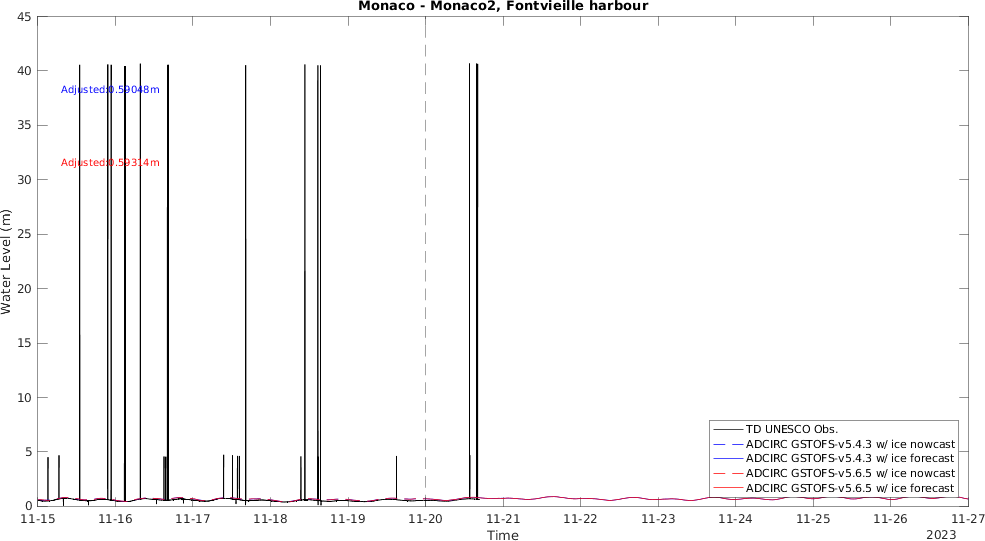 Monaco - Monaco2, Fontvieille harbour
45
40
35
30
25
20
15
10
5
0
Water Level (m)
Adjusted:0.59048m
Adjusted:0.59314m
TD UNESCO Obs.
ADCIRC GSTOFS-v5.4.3 w/ ice nowcast
ADCIRC GSTOFS-v5.4.3 w/ ice forecast
ADCIRC GSTOFS-v5.6.5 w/ ice nowcast
ADCIRC GSTOFS-v5.6.5 w/ ice forecast
11-15 11-16 11-17 11-18 11-19 11-20 11-21 11-22 11-23 11-24 11-25 11-26 11-27
Time
2023